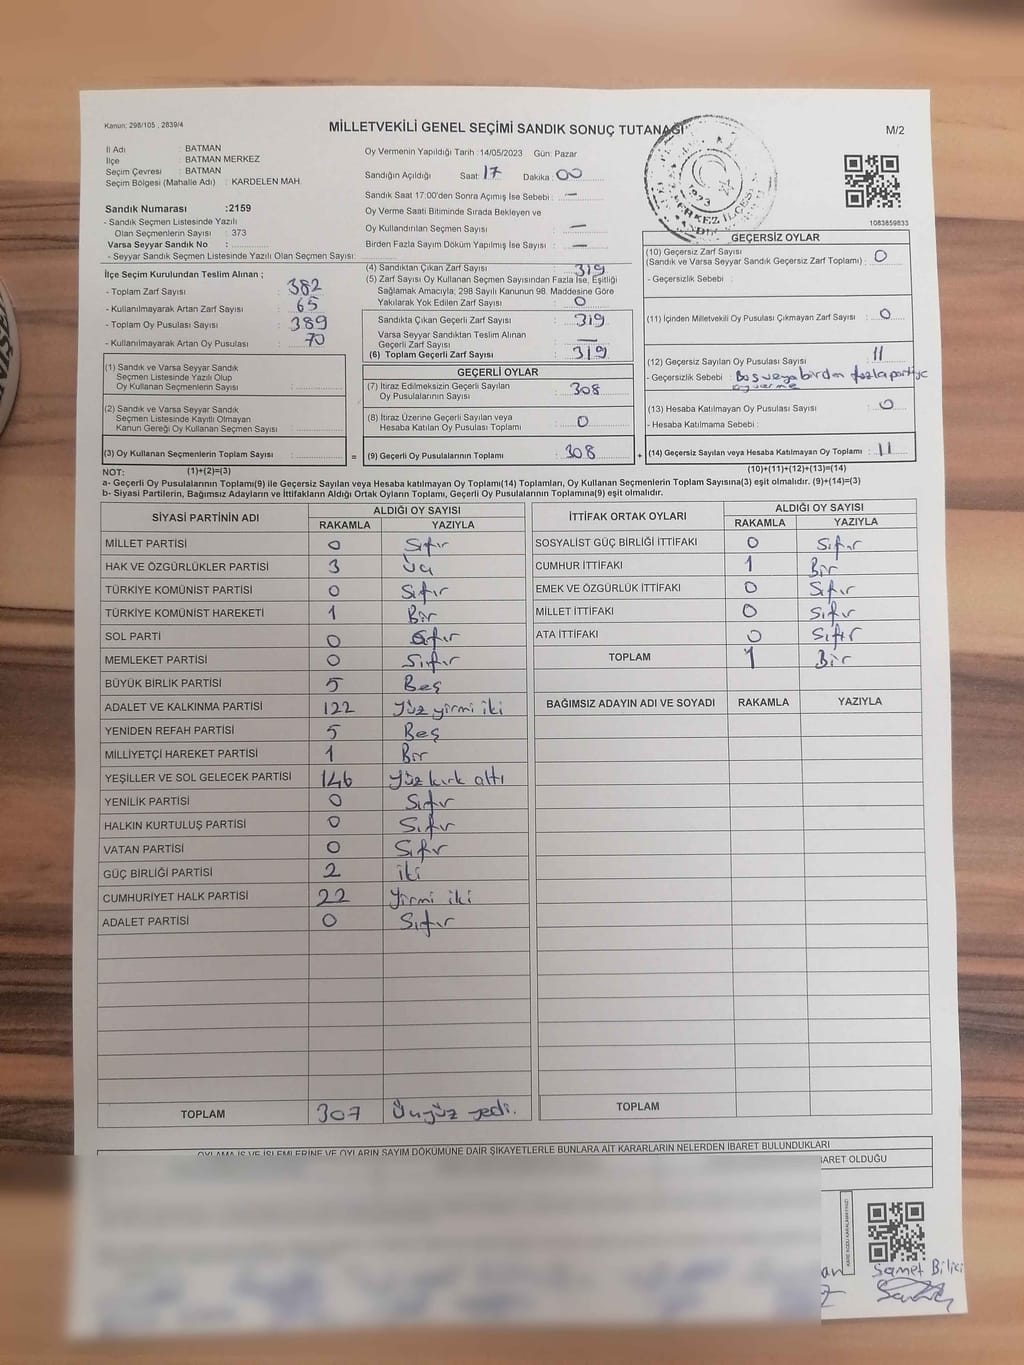 Kanun: 298/105 , 2839/4
MİLLETVEKİLİ GENEL SEÇİMİ SANDIK SONUÇ TUTANAĞI
M/2
İl Adı : BATMAN
İlçe : BATMAN MERKEZ
Seçim Çevresi : BATMAN
Seçim Bölgesi (Mahalle Adı) : KARDELEN MAH.
Sandık Numarası :2159
- Sandık Seçmen Listesinde Yazılı
Olan Seçmenlerin Sayısı : 373
Varsa Seyyar Sandık No :
- Seyyar Sandık Seçmen Listesinde Yazılı Olan Seçmen Sayısı:
Oy Vermenin Yapıldığı Tarih :14/05/2023 Gün: Pazar
Sandığın Açıldığı Saat: 17 Dakika : 00
Sandık Saat 17:00'den Sonra Açımış İse Sebebi : —
Oy Verme Saati Bitiminde Sırada Bekleyen ve
Oy Kullandırılan Seçmen Sayısı : —
Birden Fazla Sayım Döküm Yapılmış İse Sayısı : —
1923
1083859833
İlçe Seçim Kurulundan Teslim Alınan ;
- Toplam Zarf Sayısı : 382
- Kullanılmayarak Artan Zarf Sayısı : 65
- Toplam Oy Pusulası Sayısı : 389
- Kullanılmayarak Artan Oy Pusulası : 70
(1) Sandık ve Varsa Seyyar Sandık
Seçmen Listesinde Yazılı Olup
Oy Kullanan Seçmenlerin Sayısı :
(2) Sandık ve Varsa Seyyar Sandık
Seçmen Listesinde Kayıtlı Olmayan
Kanun Gereği Oy Kullanan Seçmen Sayısı :
(3) Oy Kullanan Seçmenlerin Toplam Sayısı :
(4) Sandıktan Çıkan Zarf Sayısı : 319
(5) Zarf Sayısı Oy Kullanan Seçmen Sayısından Fazla İse, Eşitliği
Sağlamak Amacıyla; 298 Sayılı Kanunun 98. Maddesine Göre
Yakılarak Yok Edilen Zarf Sayısı : 0
Sandıkta Çıkan Geçerli Zarf Sayısı : 319
Varsa Seyyar Sandıktan Teslim Alınan
Geçerli Zarf Sayısı : —
(6) Toplam Geçerli Zarf Sayısı : 319
GEÇERLİ OYLAR
(7) İtiraz Edilmeksizin Geçerli Sayılan
Oy Pusulalarının Sayısı : 308
(8) İtiraz Üzerine Geçerli Sayılan veya
Hesaba Katılan Oy Pusulası Toplamı : 0
= (9) Geçerli Oy Pusulalarının Toplamı : 308
GEÇERSİZ OYLAR
(10) Geçersiz Zarf Sayısı
(Sandık ve Varsa Seyyar Sandık Geçersiz Zarf Toplamı) : 0
- Geçersizlik Sebebi :
(11) İçinden Milletvekili Oy Pusulası Çıkmayan Zarf Sayısı : 0
(12) Geçersiz Sayılan Oy Pusulası Sayısı : 11
- Geçersizlik Sebebi : Boş veya birden fazla partiye
oy verme
(13) Hesaba Katılmayan Oy Pusulası Sayısı : 0
- Hesaba Katılmama Sebebi :
+ (14) Geçersiz Sayılan veya Hesaba Katılmayan Oy Toplamı : 11
NOT: (1)+(2)=(3) (10)+(11)+(12)+(13)=(14)
a- Geçerli Oy Pusulalarının Toplamı(9) ile Geçersiz Sayılan veya Hesaba katılmayan Oy Toplamı(14) Toplamları, Oy Kullanan Seçmenlerin Toplam Sayısına(3) eşit olmalıdır. (9)+(14)=(3)
b- Siyasi Partilerin, Bağımsız Adayların ve İttifakların Aldığı Ortak Oyların Toplamı, Geçerli Oy Pusulalarının Toplamına(9) eşit olmalıdır.
SİYASİ PARTİNİN ADI ALDIĞI OY SAYISI
RAKAMLA YAZIYLA
MİLLET PARTİSİ 0 Sıfır
HAK VE ÖZGÜRLÜKLER PARTİSİ 3 Üç
TÜRKİYE KOMÜNİST PARTİSİ 0 Sıfır
TÜRKİYE KOMÜNİST HAREKETİ 1 Bir
SOL PARTİ 0 Sıfır
MEMLEKET PARTİSİ 0 Sıfır
BÜYÜK BİRLİK PARTİSİ 5 Beş
ADALET VE KALKINMA PARTİSİ 122 Yüz yirmi iki
YENİDEN REFAH PARTİSİ 5 Beş
MİLLİYETÇİ HAREKET PARTİSİ 1 Bir
YEŞİLLER VE SOL GELECEK PARTİSİ 146 Yüz kırk altı
YENİLİK PARTİSİ 0 Sıfır
HALKIN KURTULUŞ PARTİSİ 0 Sıfır
VATAN PARTİSİ 0 Sıfır
GÜÇ BİRLİĞİ PARTİSİ 2 iki
CUMHURİYET HALK PARTİSİ 22 Yirmi iki
ADALET PARTİSİ 0 Sıfır
TOPLAM 307 Üçyüz yedi.
İTTİFAK ORTAK OYLARI ALDIĞI OY SAYISI
RAKAMLA YAZIYLA
SOSYALİST GÜÇ BİRLİĞİ İTTİFAKI 0 Sıfır
CUMHUR İTTİFAKI 1 Bir
EMEK VE ÖZGÜRLÜK İTTİFAKI 0 Sıfır
MİLLET İTTİFAKI 0 Sıfır
ATA İTTİFAKI 0 Sıfır
TOPLAM 1 Bir
BAĞIMSIZ ADAYIN ADI VE SOYADI RAKAMLA YAZIYLA
TOPLAM
OYLAMA İŞ VE İŞLEMLERİNE VE OYLARIN SAYIM DÖKÜMÜNE DAİR ŞİKAYETLERLE BUNLARA AİT KARARLARIN NELERDEN İBARET BULUNDUKLARI
İBARET OLDUĞU
an Samet Bilici